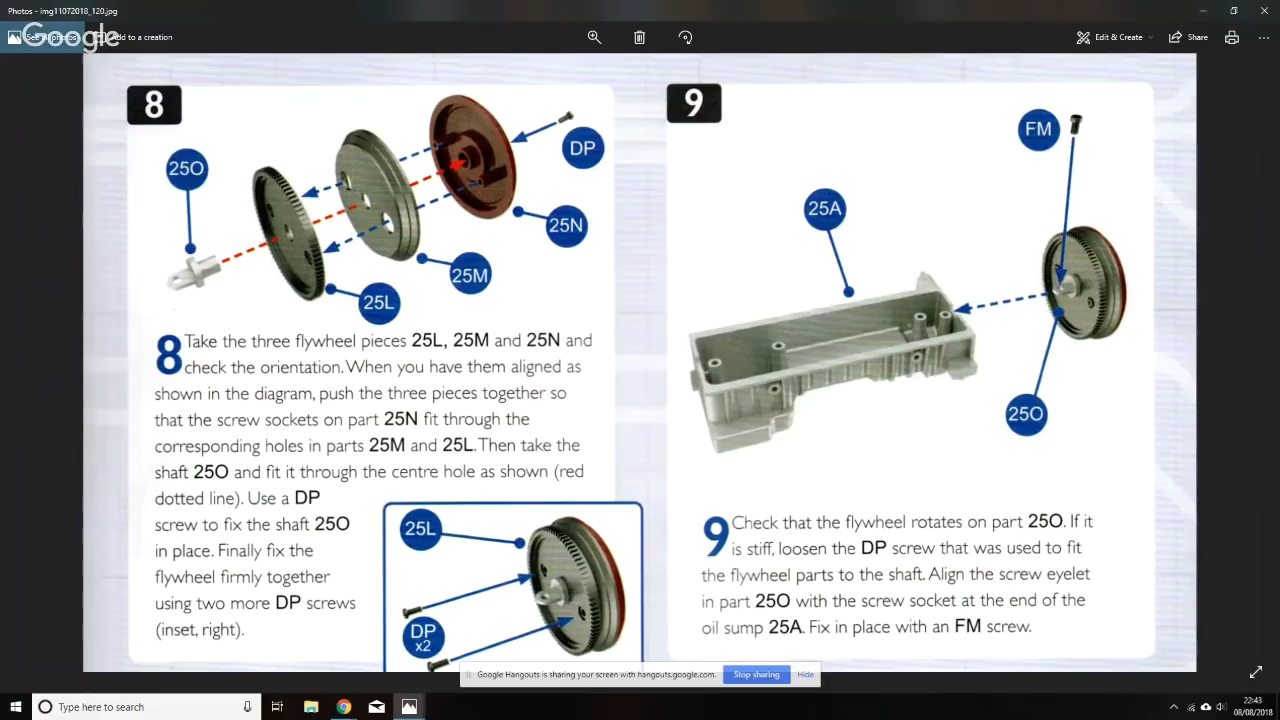 Photos - img11072018_120.jpg
Google
Add to a creation
Edit & Create
Share
8
25O
DP
25N
25M
25L
8 Take the three flywheel pieces 25L, 25M and 25N and
check the orientation. When you have them aligned as
shown in the diagram, push the three pieces together so
that the screw sockets on part 25N fit through the
corresponding holes in parts 25M and 25L. Then take the
shaft 25O and fit it through the centre hole as shown (red
dotted line). Use a DP
screw to fix the shaft 25O
in place. Finally fix the
flywheel firmly together
using two more DP screws
(inset, right).
25L
DP
x2
9
FM
25A
25O
9 Check that the flywheel rotates on part 25O. If it
is stiff, loosen the DP screw that was used to fit
the flywheel parts to the shaft. Align the screw eyelet
in part 25O with the screw socket at the end of the
oil sump 25A. Fix in place with an FM screw.
Google Hangouts is sharing your screen with hangouts.google.com.
Stop sharing
Hide
Type here to search
22:43
08/08/2018